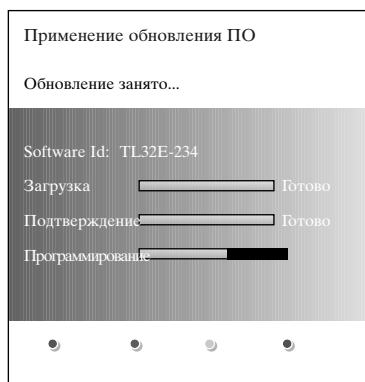 Применение обновления ПО
Обновление занято...
Software Id: TL32E-234
Загрузка Готово
Подтверждение Готово
Программирование